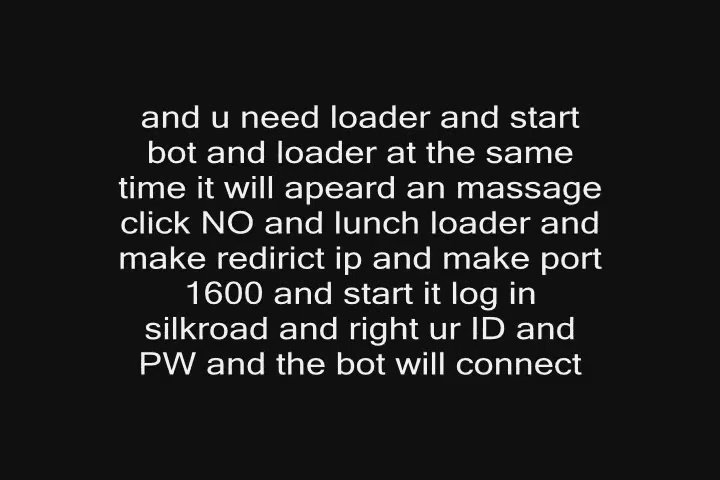 and u need loader and start
bot and loader at the same
time it will apeard an massage
click NO and lunch loader and
make redirict ip and make port
1600 and start it log in
silkroad and right ur ID and
PW and the bot will connect